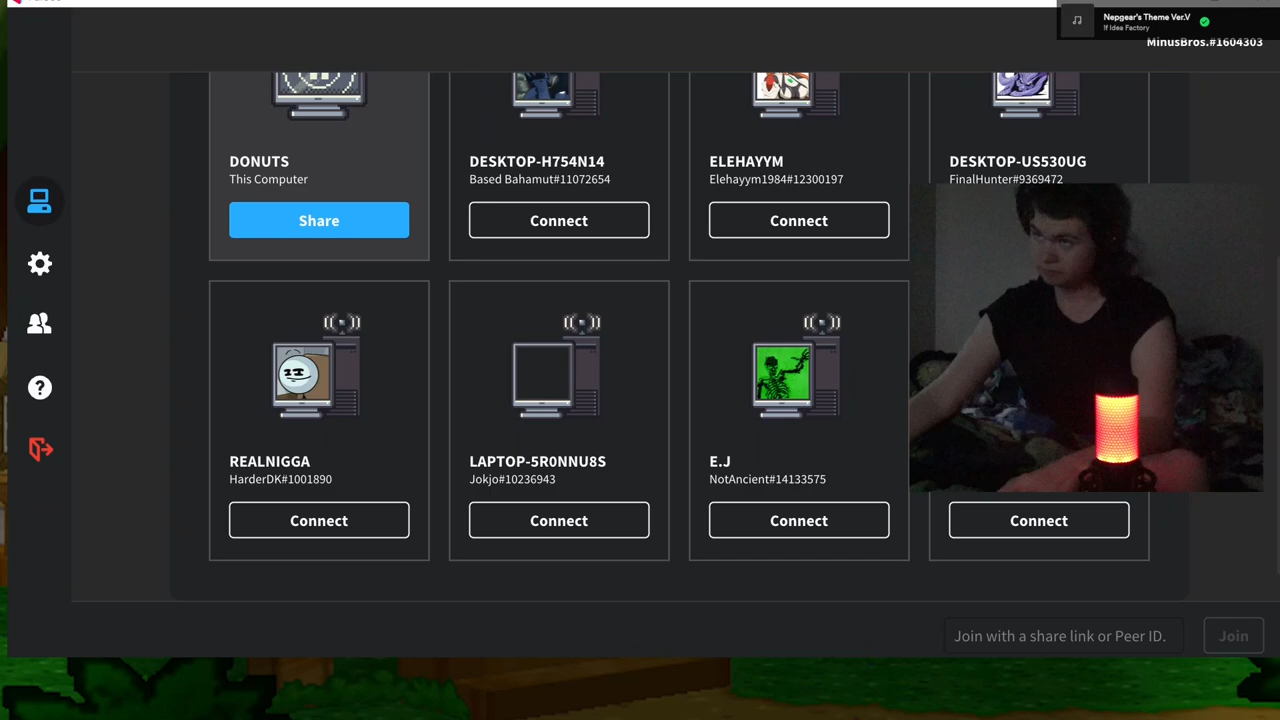 Nepgear's Theme Ver.V
If Idea Factory
MinusBros.#1604303
DONUTS
This Computer
Share
DESKTOP-H754N14
Based Bahamut#11072654
Connect
ELEHAYYM
Elehayym1984#12300197
Connect
DESKTOP-US530UG
FinalHunter#9369472
REALNIGGA
HarderDK#1001890
Connect
LAPTOP-5R0NNU8S
Jokjo#10236943
Connect
E.J
NotAncient#14133575
Connect
Connect
Join with a share link or Peer ID.
Join